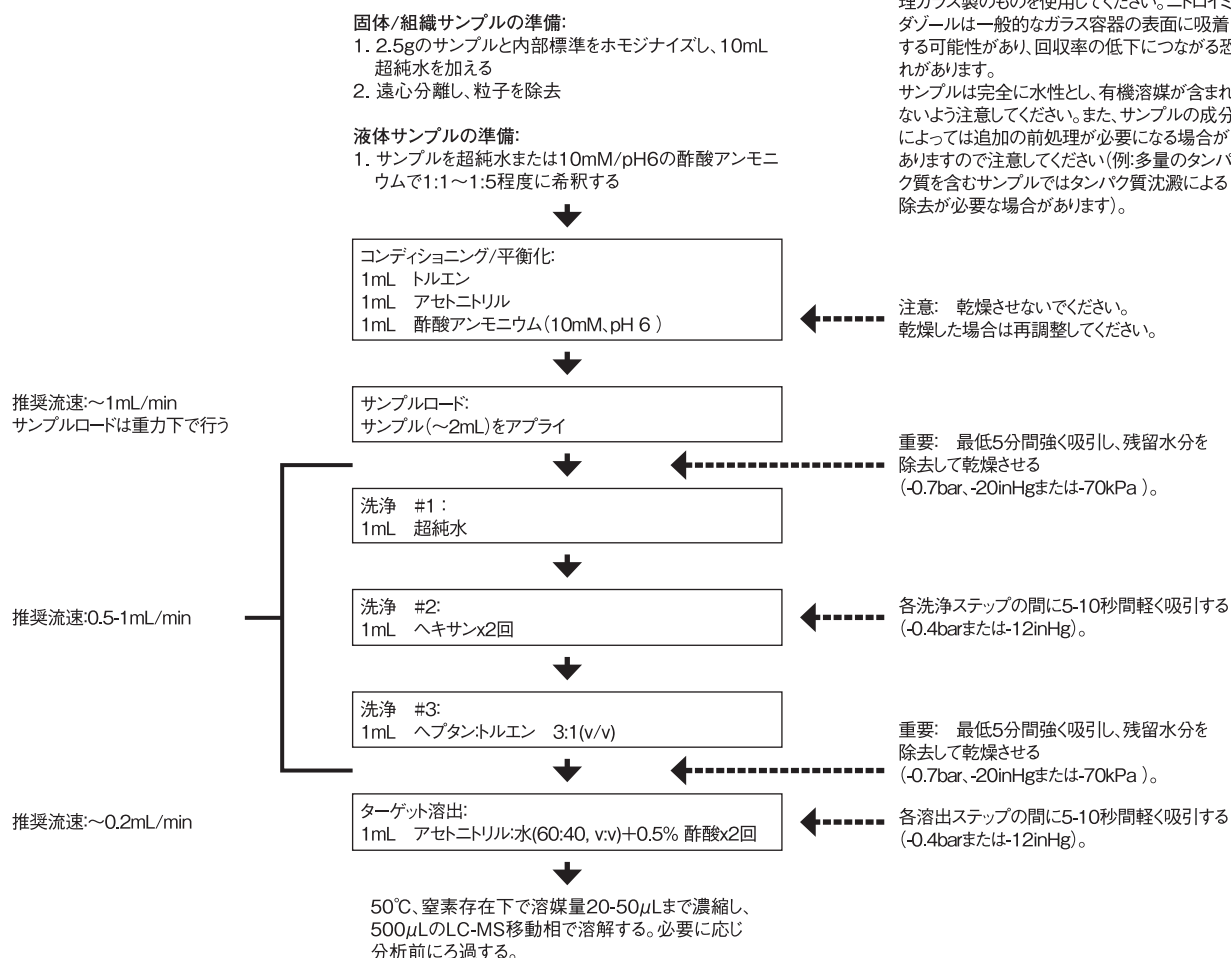 固体/組織サンプルの準備:
1. 2.5gのサンプルと内部標準をホモジナイズし、10mL
超純水を加える
2. 遠心分離し、粒子を除去
液体サンプルの準備:
1. サンプルを超純水または10mM/pH6の酢酸アンモニ
ウムで1:1〜1:5程度に希釈する
理ガラス製のものを使用してください。ニトロイミ
ダゾールは一般的なガラス容器の表面に吸着
する可能性があり、回収率の低下につながる恐
れがあります。
サンプルは完全に水性とし、有機溶媒が含まれ
ないよう注意してください。また、サンプルの成分
によっては追加の前処理が必要になる場合が
ありますので注意してください(例:多量のタンパ
ク質を含むサンプルではタンパク質沈澱による
除去が必要な場合があります)。
コンディショニング/平衡化:
1mL トルエン
1mL アセトニトリル
1mL 酢酸アンモニウム(10mM、pH 6 )
注意: 乾燥させないでください。
乾燥した場合は再調整してください。
推奨流速:〜1mL/min
サンプルロードは重力下で行う
サンプルロード:
サンプル(〜2mL)をアプライ
重要: 最低5分間強く吸引し、残留水分を
除去して乾燥させる
(-0.7bar、-20inHgまたは-70kPa )。
洗浄 #1 :
1mL 超純水
推奨流速:0.5-1mL/min
洗浄 #2:
1mL ヘキサンx2回
各洗浄ステップの間に5-10秒間軽く吸引する
(-0.4barまたは-12inHg)。
洗浄 #3:
1mL ヘプタン:トルエン 3:1(v/v)
重要: 最低5分間強く吸引し、残留水分を
除去して乾燥させる
(-0.7bar、-20inHgまたは-70kPa )。
推奨流速:〜0.2mL/min
ターゲット溶出:
1mL アセトニトリル:水(60:40, v:v)+0.5% 酢酸x2回
各溶出ステップの間に5-10秒間軽く吸引する
(-0.4barまたは-12inHg)。
50℃、窒素存在下で溶媒量20-50μLまで濃縮し、
500μLのLC-MS移動相で溶解する。必要に応じ
分析前にろ過する。